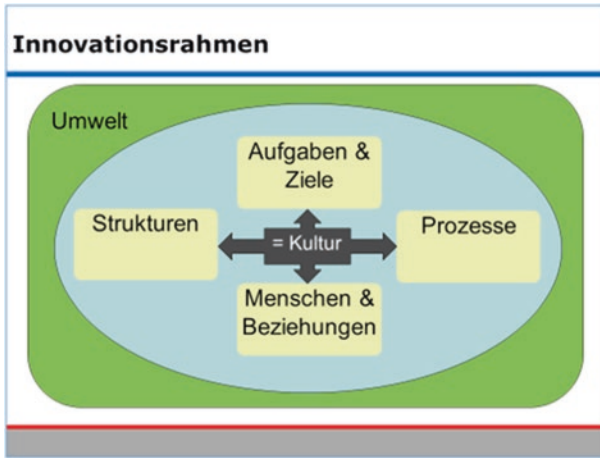 Innovationsrahmen
Umwelt
Aufgaben &
Ziele
Strukturen
= Kultur
Prozesse
Menschen &
Beziehungen